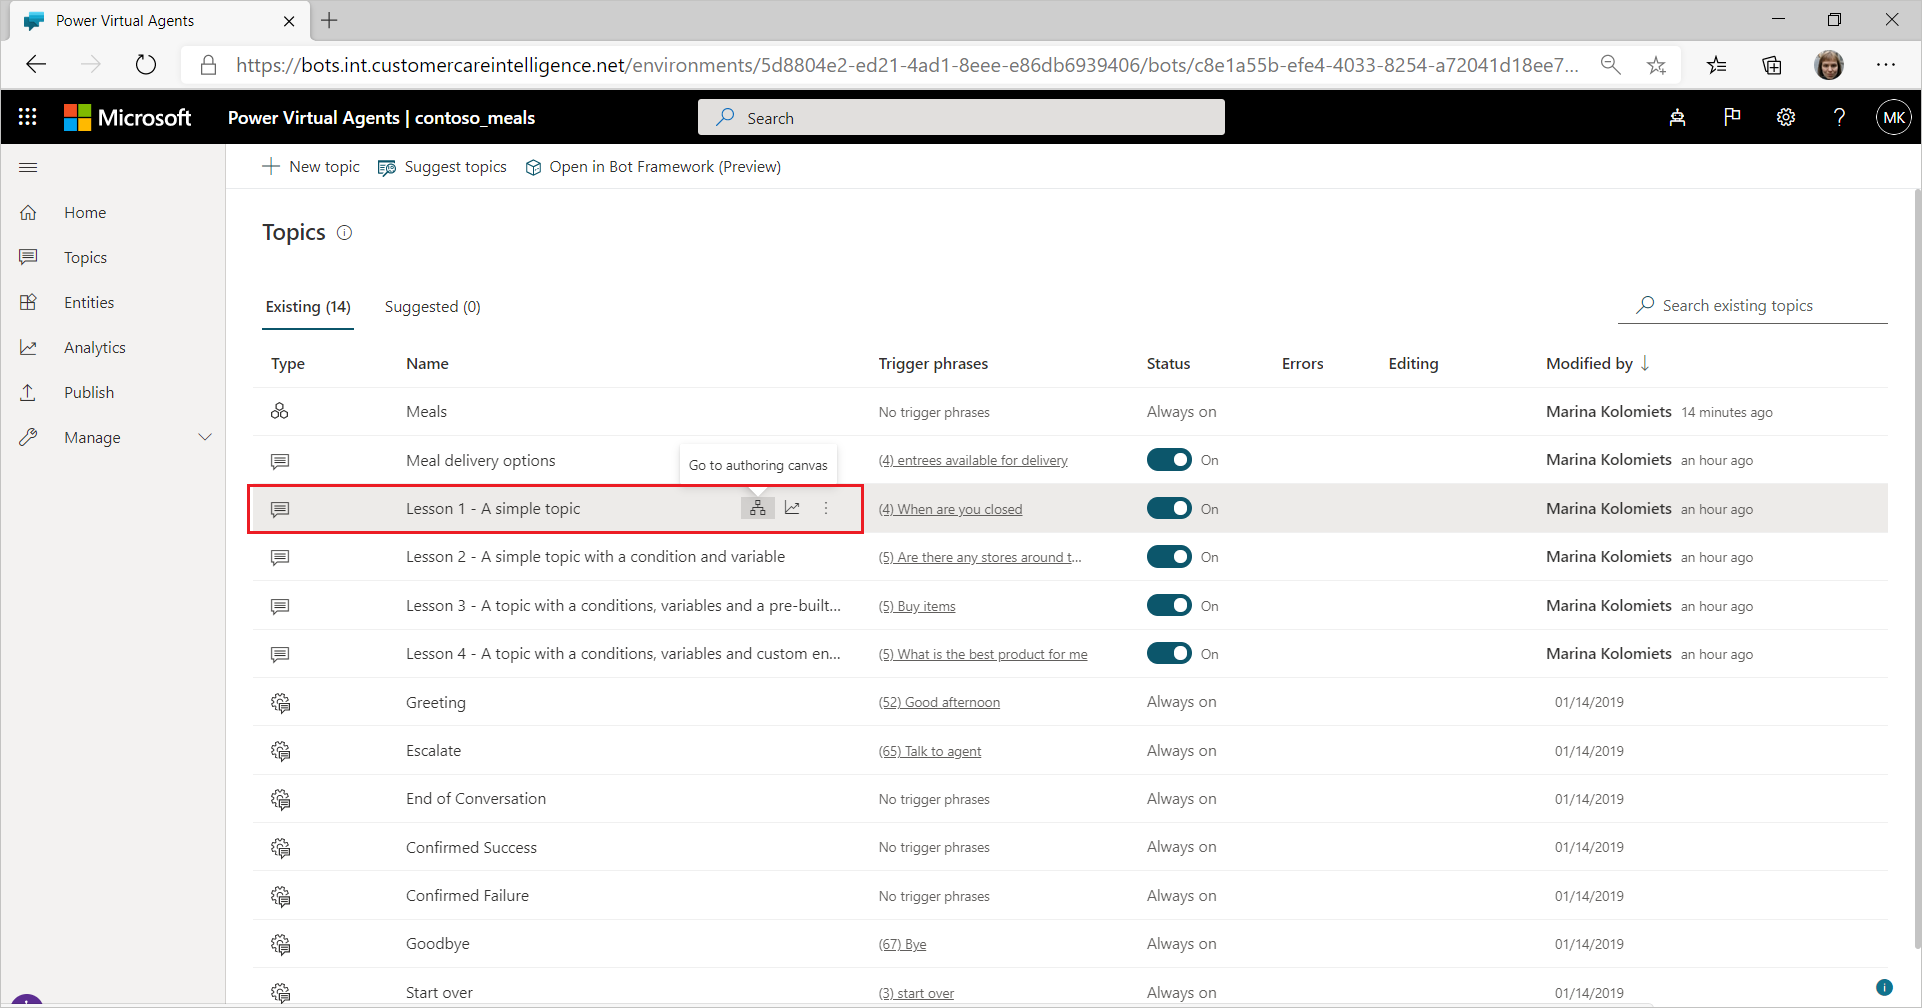 Power Virtual Agents
https://bots.int.customercareintelligence.net/environments/5d8804e2-ed21-4ad1-8eee-e86db6939406/bots/c8e1a55b-efe4-4033-8254-a72041d18ee7...
Microsoft Power Virtual Agents | contoso_meals Search ? MK
New topic Suggest topics Open in Bot Framework (Preview)
Home
Topics
Entities
Analytics
Publish
Manage
Topics
Existing (14) Suggested (0) Search existing topics
Type Name Trigger phrases Status Errors Editing Modified by ↓
Meals No trigger phrases Always on Marina Kolomiets 14 minutes ago
Meal delivery options (4) entrees available for delivery On Marina Kolomiets an hour ago
Go to authoring canvas
Lesson 1 - A simple topic (4) When are you closed On Marina Kolomiets an hour ago
Lesson 2 - A simple topic with a condition and variable (5) Are there any stores around t... On Marina Kolomiets an hour ago
Lesson 3 - A topic with a conditions, variables and a pre-built... (5) Buy items On Marina Kolomiets an hour ago
Lesson 4 - A topic with a conditions, variables and custom en... (5) What is the best product for me On Marina Kolomiets an hour ago
Greeting (52) Good afternoon Always on 01/14/2019
Escalate (65) Talk to agent Always on 01/14/2019
End of Conversation No trigger phrases Always on 01/14/2019
Confirmed Success No trigger phrases Always on 01/14/2019
Confirmed Failure No trigger phrases Always on 01/14/2019
Goodbye (67) Bye Always on 01/14/2019
Start over (3) start over Always on 01/14/2019